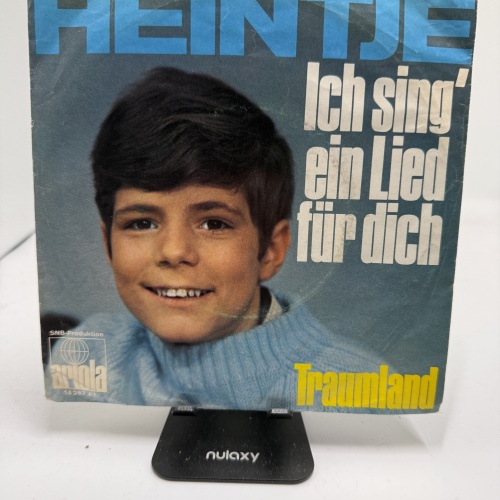 HEINTJE
Ich sing'
ein Lied
für dich
SNB-Produktion
ariola
Traumland
nulaxy